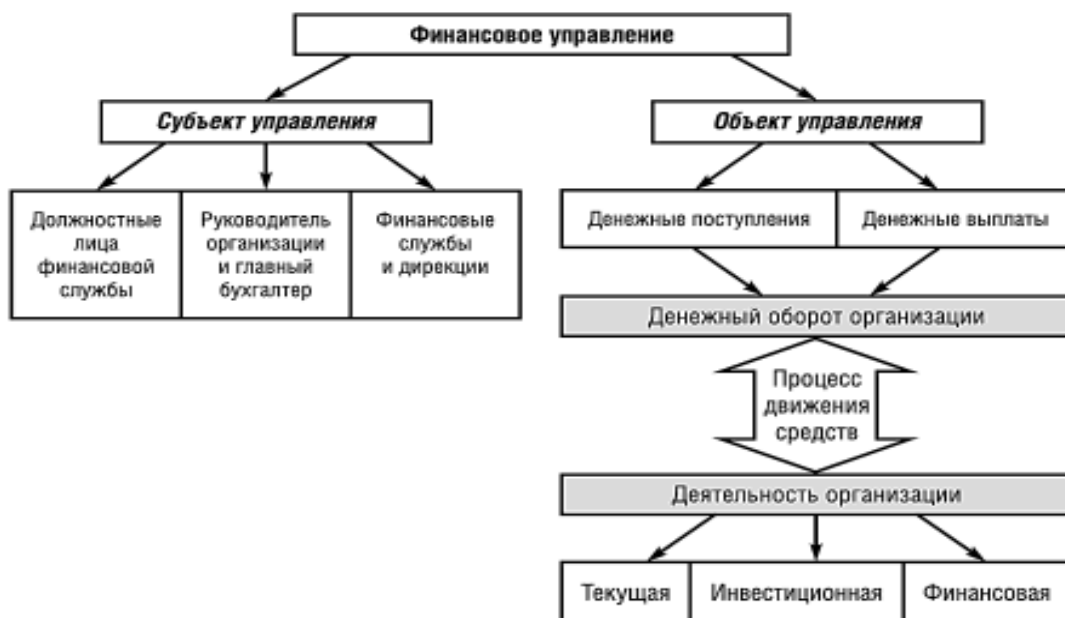 Финансовое управление
Субъект управления
Объект управления
Должностные
лица
финансовой
службы
Руководитель
организации
и главный
бухгалтер
Финансовые
службы
и дирекции
Денежные поступления
Денежные выплаты
Денежный оборот организации
Процесс
движения
средств
Деятельность организации
Текущая
Инвестиционная
Финансовая